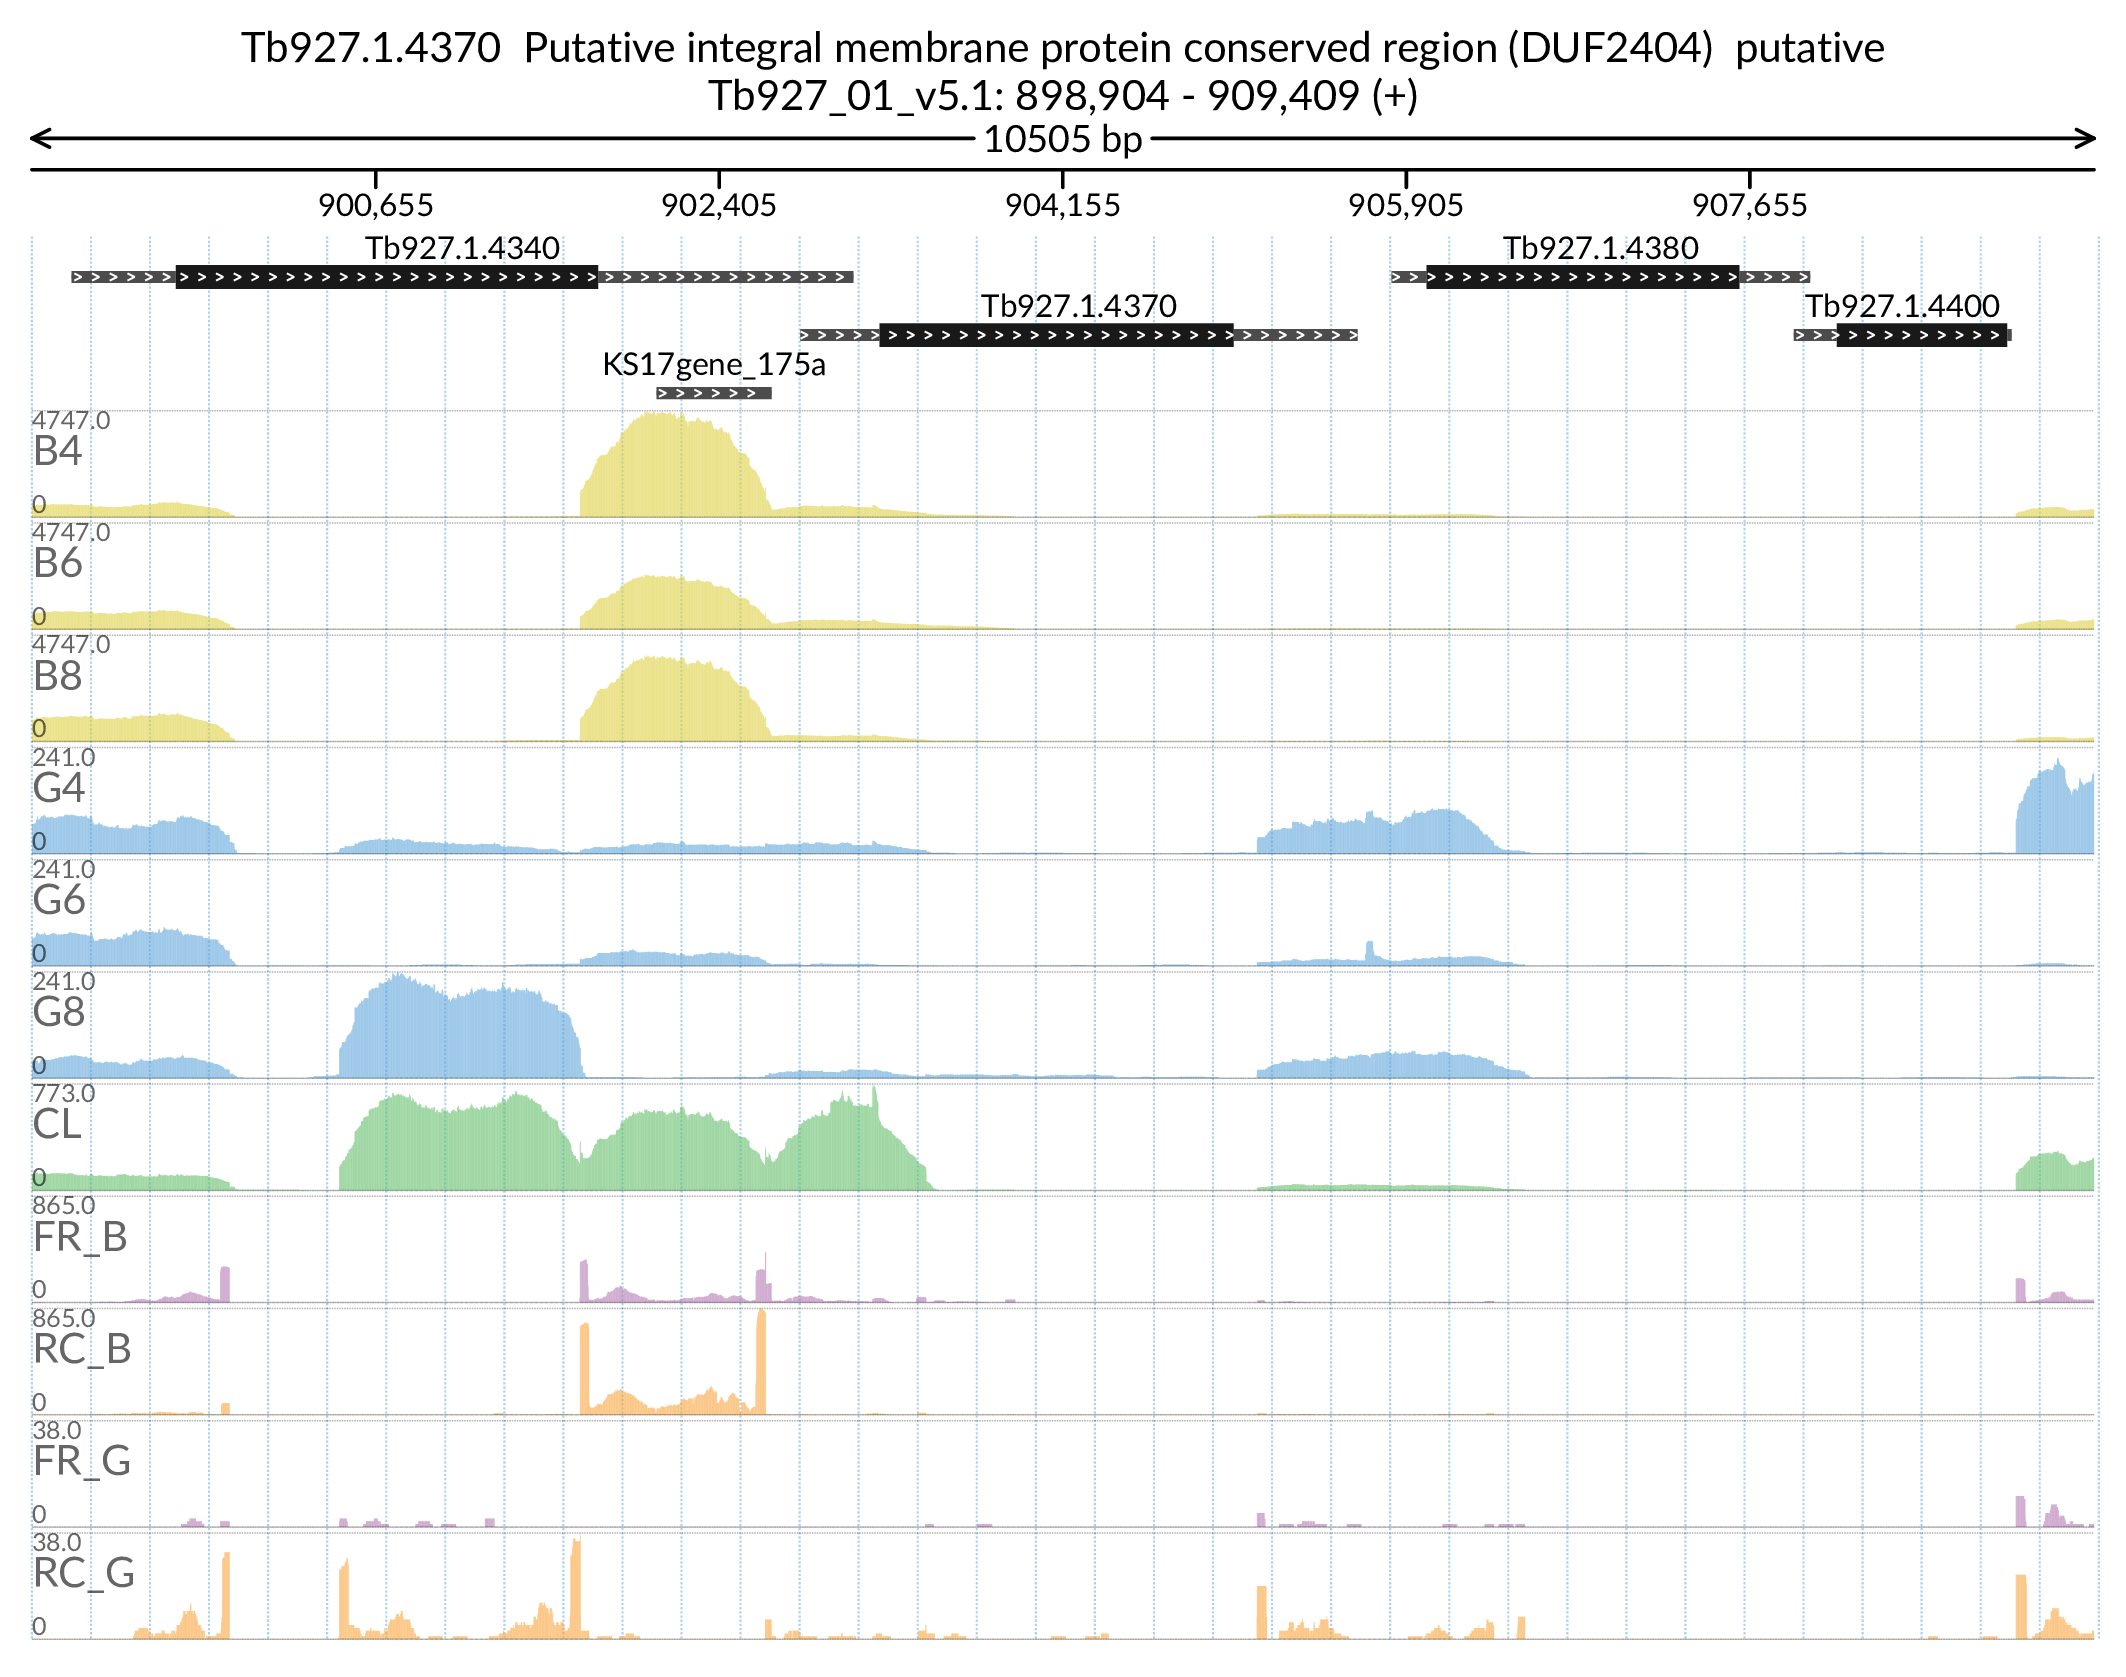 Tb927.1.4370  Putative integral membrane protein conserved region (DUF2404)  putative
Tb927_01_v5.1: 898,904 - 909,409 (+)
10505 bp
900,655 902,405 904,155 905,905 907,655
Tb927.1.4340 Tb927.1.4380
Tb927.1.4370 Tb927.1.4400
KS17gene_175a
4747.0
B4
0
4747.0
B6
0
4747.0
B8
0
241.0
G4
0
241.0
G6
0
241.0
G8
0
773.0
CL
0
865.0
FR_B
0
865.0
RC_B
0
38.0
FR_G
0
38.0
RC_G
0